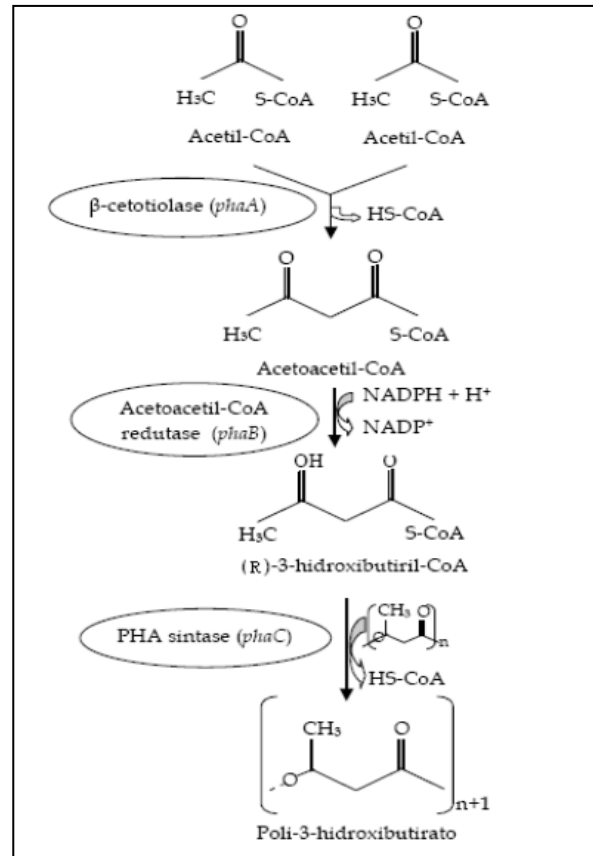 O O
H₃C S-CoA H₃C S-CoA
Acetil-CoA Acetil-CoA
β-cetotiolase (phaA)
HS-CoA
O O
H₃C S-CoA
Acetoacetil-CoA
Acetoacetil-CoA
redutase (phaB)
NADPH + H⁺
NADP⁺
OH O
H₃C S-CoA
(R)-3-hidroxibutiril-CoA
PHA sintase (phaC)
CH₃ O
O n
HS-CoA
CH₃ O
O
n+1
Poli-3-hidroxibutirato